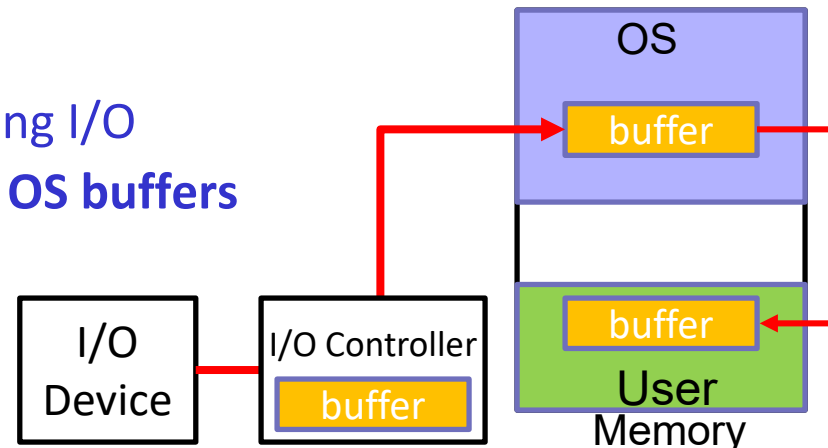 ng I/O
OS buffers
OS
buffer
buffer
User
Memory
I/O
Device
I/O Controller
buffer